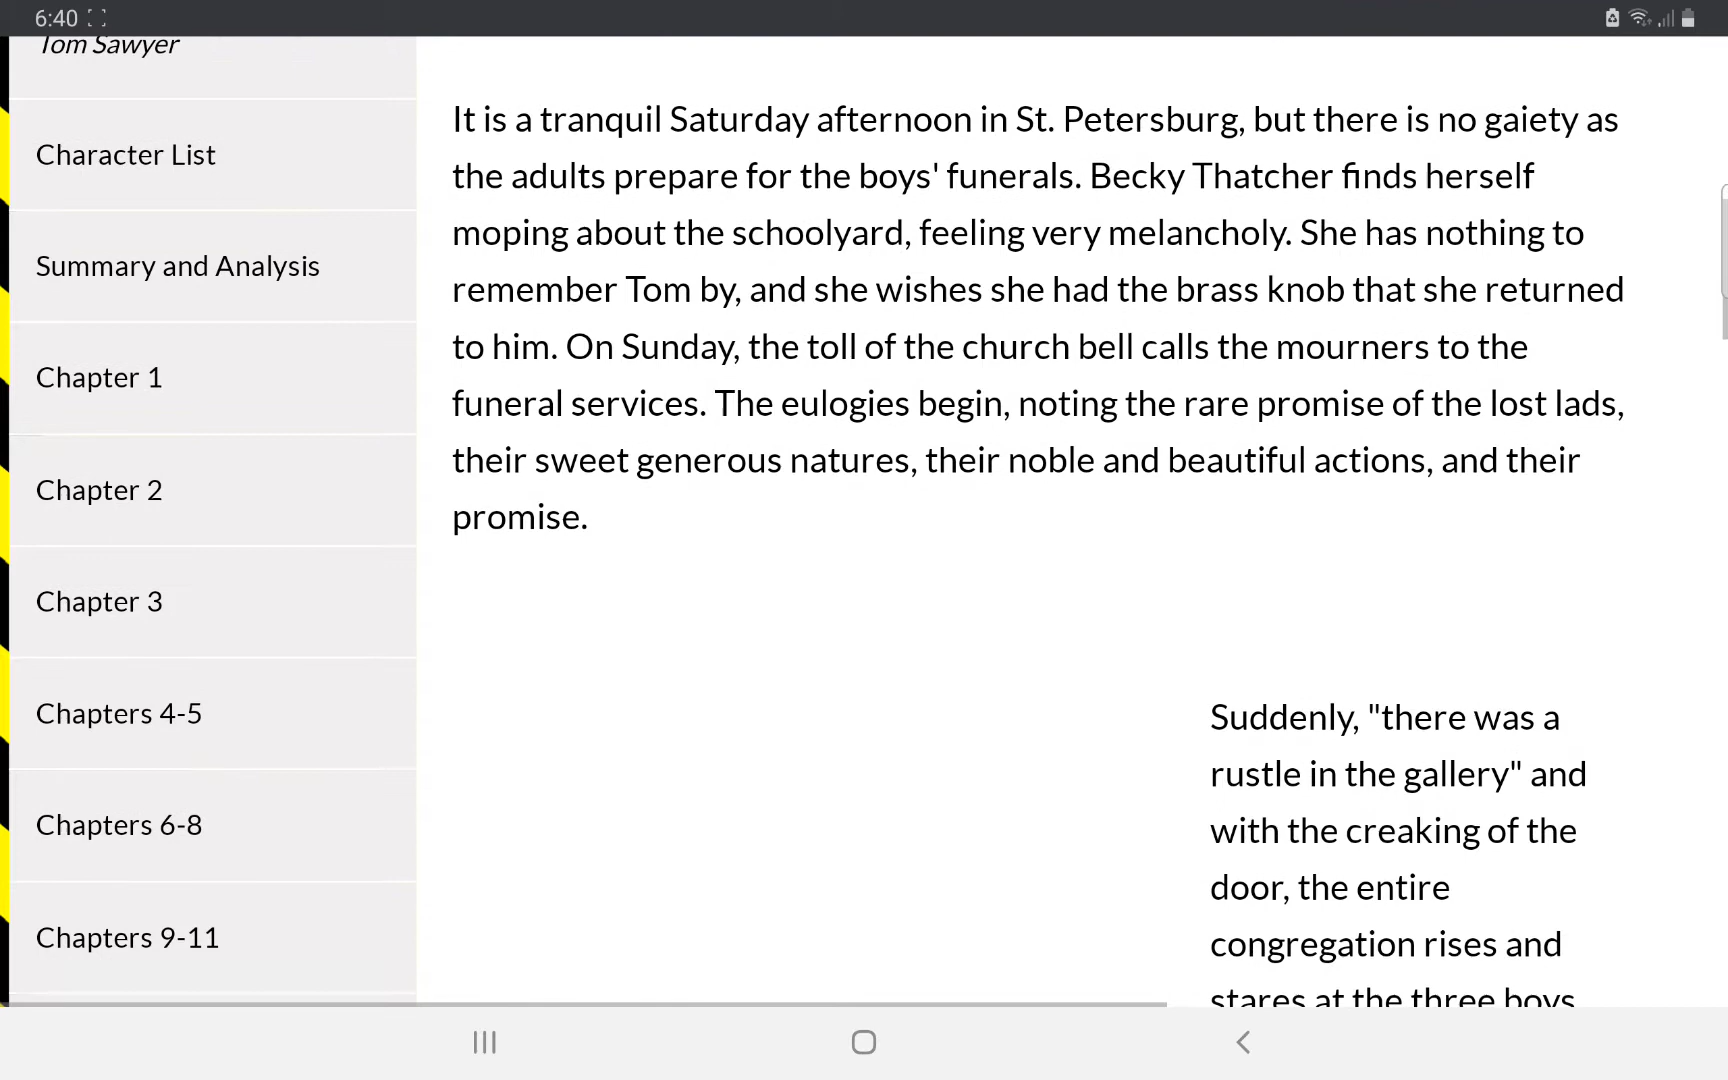 6:40
Tom Sawyer
Character List
Summary and Analysis
Chapter 1
Chapter 2
Chapter 3
Chapters 4-5
Chapters 6-8
Chapters 9-11
It is a tranquil Saturday afternoon in St. Petersburg, but there is no gaiety as
the adults prepare for the boys' funerals. Becky Thatcher finds herself
moping about the schoolyard, feeling very melancholy. She has nothing to
remember Tom by, and she wishes she had the brass knob that she returned
to him. On Sunday, the toll of the church bell calls the mourners to the
funeral services. The eulogies begin, noting the rare promise of the lost lads,
their sweet generous natures, their noble and beautiful actions, and their
promise.
Suddenly, "there was a
rustle in the gallery" and
with the creaking of the
door, the entire
congregation rises and
stares at the three boys